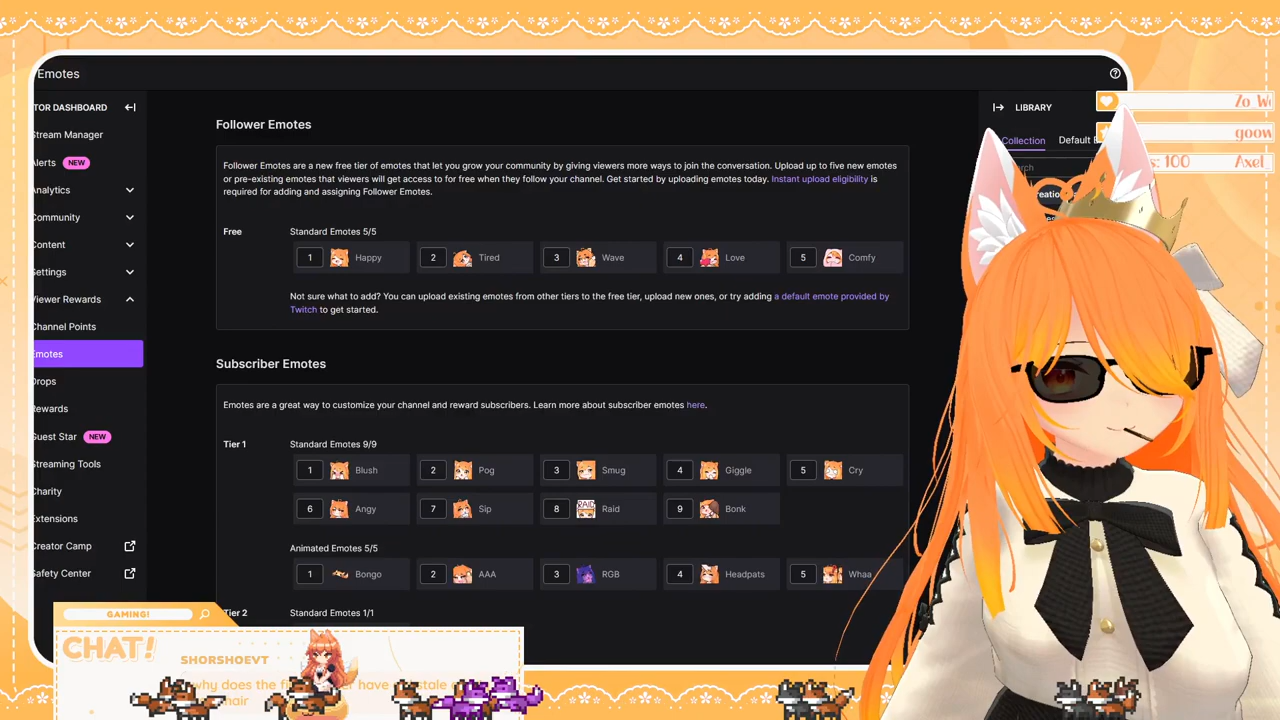 Emotes
TOR DASHBOARD
Stream Manager
Alerts NEW
Analytics
Community
Content
Settings
Viewer Rewards
Channel Points
Emotes
Drops
Rewards
Guest Star NEW
Streaming Tools
Charity
Extensions
Creator Camp
Safety Center
Follower Emotes
Follower Emotes are a new free tier of emotes that let you grow your community by giving viewers more ways to join the conversation. Upload up to five new emotes
or pre-existing emotes that viewers will get access to for free when they follow your channel. Get started by uploading emotes today. Instant upload eligibility is
required for adding and assigning Follower Emotes.
Free
Standard Emotes 5/5
1 Happy 2 Tired 3 Wave 4 Love 5 Comfy
Not sure what to add? You can upload existing emotes from other tiers to the free tier, upload new ones, or try adding a default emote provided by
Twitch to get started.
Subscriber Emotes
Emotes are a great way to customize your channel and reward subscribers. Learn more about subscriber emotes here.
Tier 1
Standard Emotes 9/9
1 Blush 2 Pog 3 Smug 4 Giggle 5 Cry
6 Angy 7 Sip 8 RAID Raid 9 Bonk
Animated Emotes 5/5
1 Bongo 2 AAA 3 RGB 4 Headpats 5 Whaa
Tier 2
Standard Emotes 1/1
LIBRARY
Collection Default E
Zo W
goow
s: 100 Axel
GAMING!
CHAT!
SHORSHOEVT
why does the have stale
hair